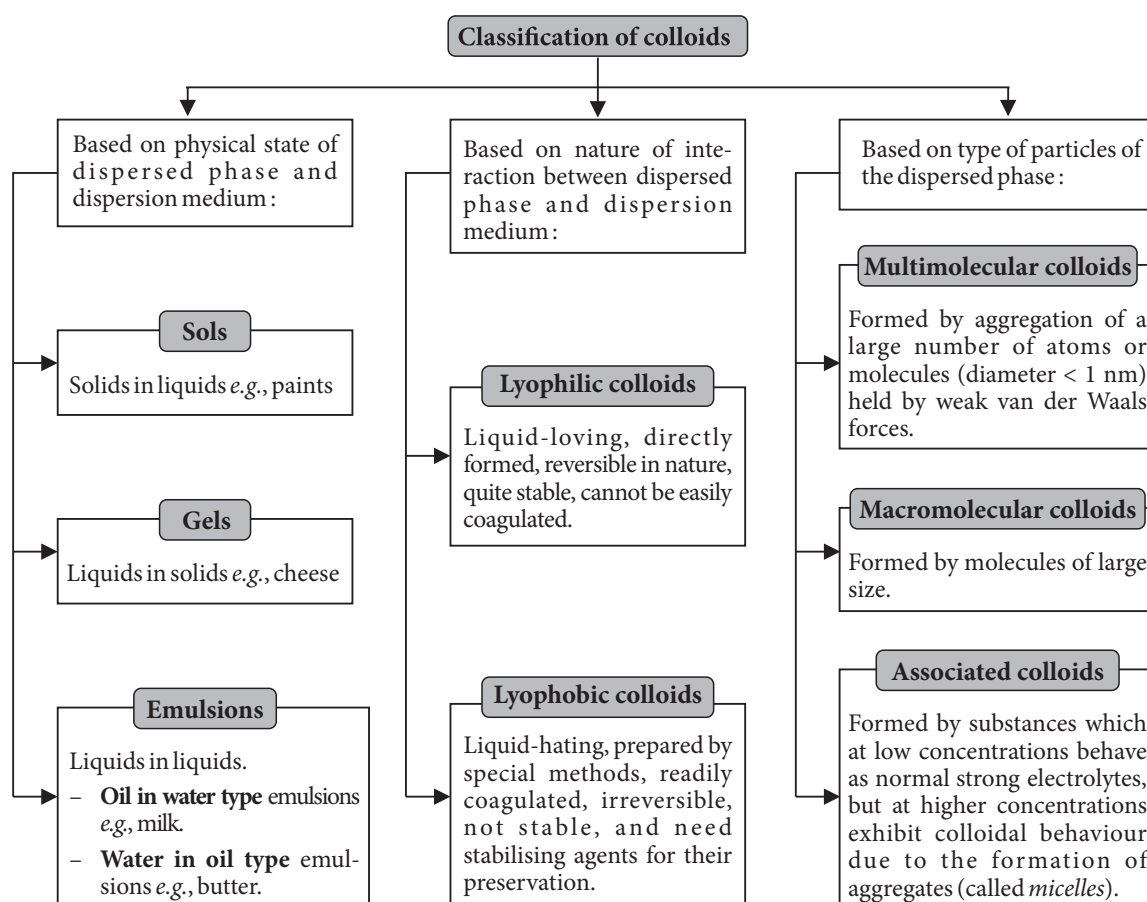 Classification of colloids
Based on physical state of
dispersed phase and
dispersion medium :
Sols
Solids in liquids e.g., paints
Gels
Liquids in solids e.g., cheese
Emulsions
Liquids in liquids.
– Oil in water type emulsions
e.g., milk.
– Water in oil type emul-
sions e.g., butter.
Based on nature of inte-
raction between dispersed
phase and dispersion
medium :
Lyophilic colloids
Liquid-loving, directly
formed, reversible in nature,
quite stable, cannot be easily
coagulated.
Lyophobic colloids
Liquid-hating, prepared by
special methods, readily
coagulated, irreversible,
not stable, and need
stabilising agents for their
preservation.
Based on type of particles of
the dispersed phase :
Multimolecular colloids
Formed by aggregation of a
large number of atoms or
molecules (diameter < 1 nm)
held by weak van der Waals
forces.
Macromolecular colloids
Formed by molecules of large
size.
Associated colloids
Formed by substances which
at low concentrations behave
as normal strong electrolytes,
but at higher concentrations
exhibit colloidal behaviour
due to the formation of
aggregates (called micelles).